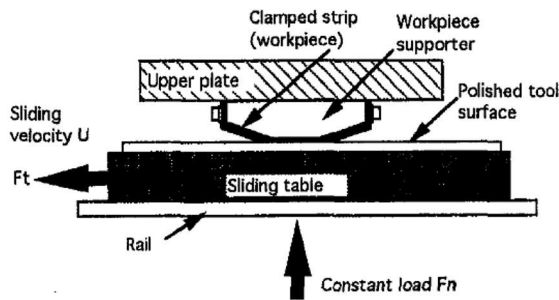 Clamped strip
(workpiece)
Workpiece
supporter
Upper plate
Polished tool
surface
Sliding
velocity U
Ft
Sliding table
Rail
Constant load Fn